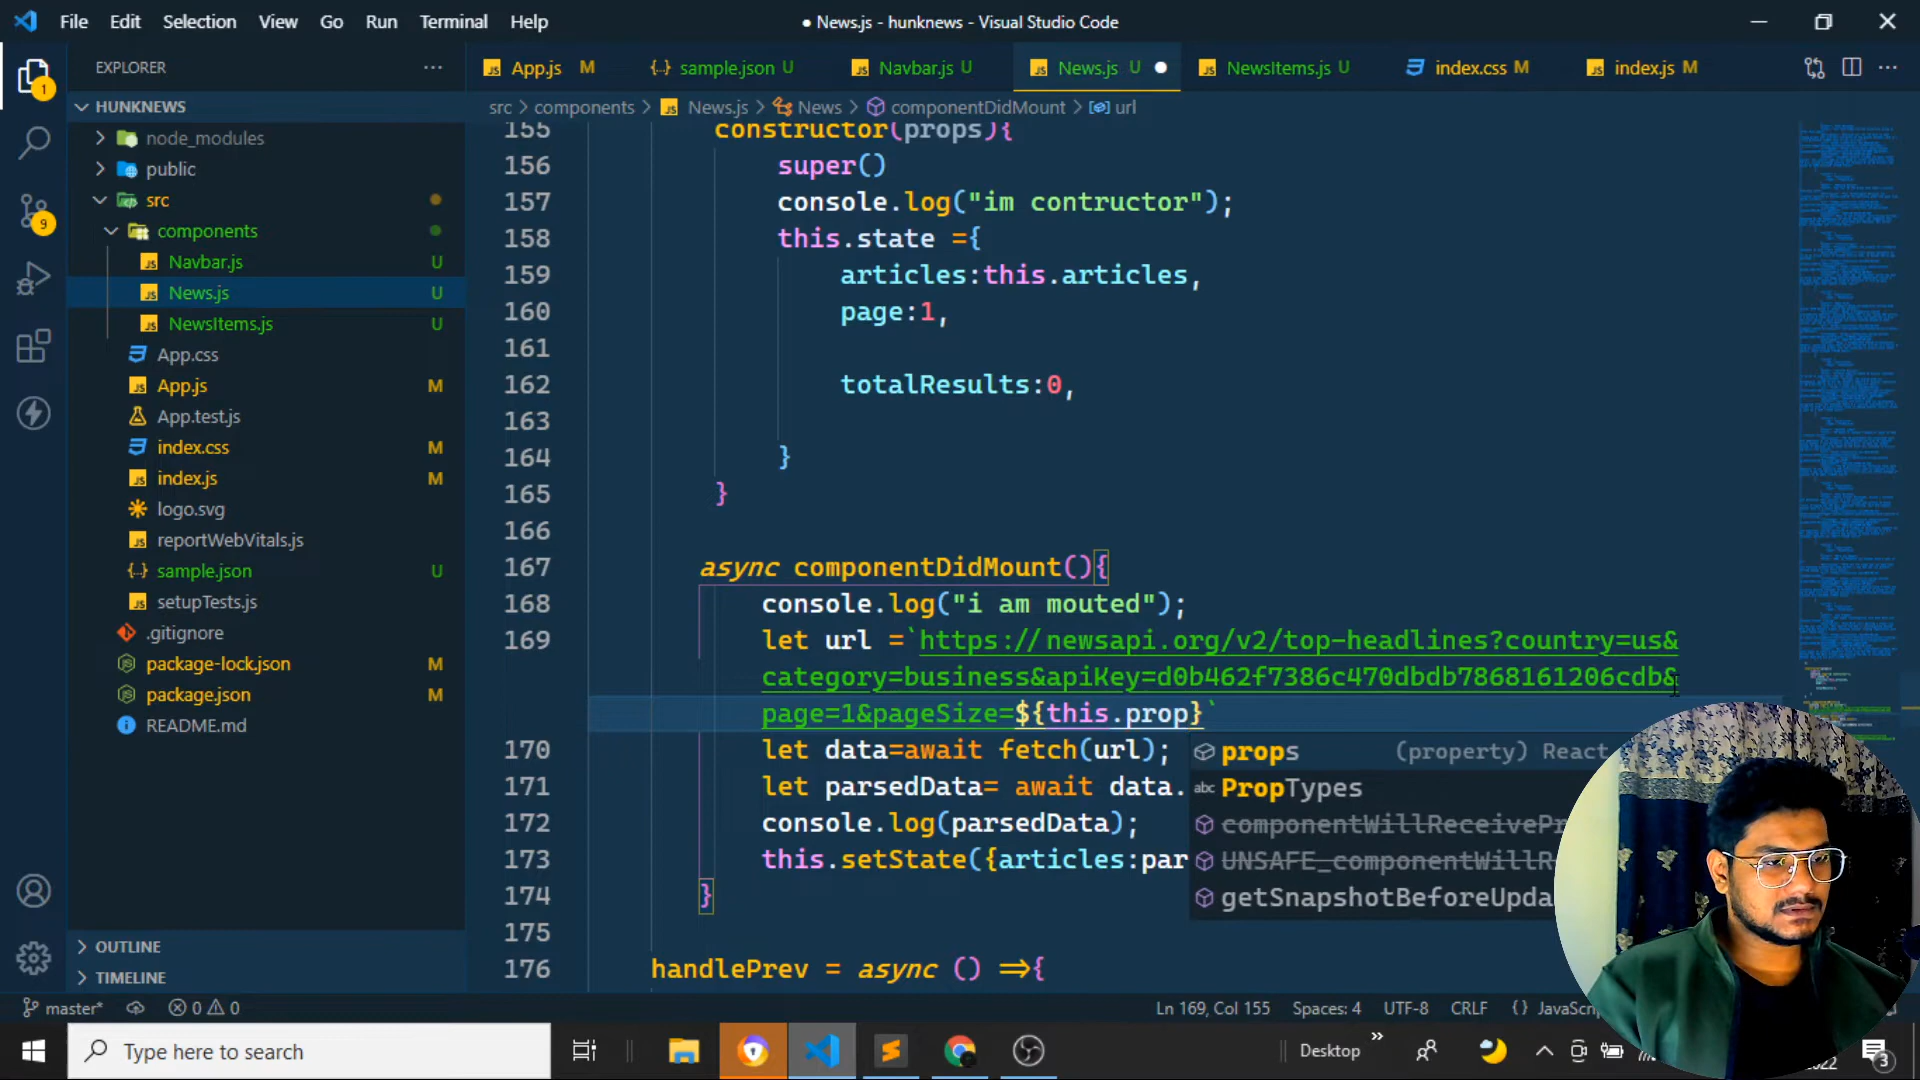 File Edit Selection View Go Run Terminal Help
● News.js - hunknews - Visual Studio Code
EXPLORER
App.js M
sample.json U
Navbar.js U
News.js U
NewsItems.js U
index.css M
index.js M
HUNKNEWS
src > components > News.js > News > componentDidMount > url
node_modules
public
src
components
Navbar.js U
News.js U
NewsItems.js U
App.css
App.js M
App.test.js
index.css M
index.js M
logo.svg
reportWebVitals.js
sample.json U
setupTests.js
.gitignore
package-lock.json M
package.json M
README.md
OUTLINE
TIMELINE
1
9
155 constructor(props){
156 super()
157 console.log("im contructor");
158 this.state ={
159 articles:this.articles,
160 page:1,
161
162 totalResults:0,
163
164 }
165 }
166
167 async componentDidMount(){
168 console.log("i am mouted");
169 let url =`https://newsapi.org/v2/top-headlines?country=us&
category=business&apiKey=d0b462f7386c470dbdb7868161206cdb&
page=1&pageSize=${this.prop}`
170 let data=await fetch(url);
171 let parsedData= await data.
172 console.log(parsedData);
173 this.setState({articles:par
174 }
175
176 handlePrev = async () =>{
props (property) React
abc PropTypes
componentWillReceivePr
UNSAFE_componentWillR
getSnapshotBeforeUpda
master* 0 0
Ln 169, Col 155 Spaces: 4 UTF-8 CRLF {} JavaSc
Type here to search
Desktop
2022
3